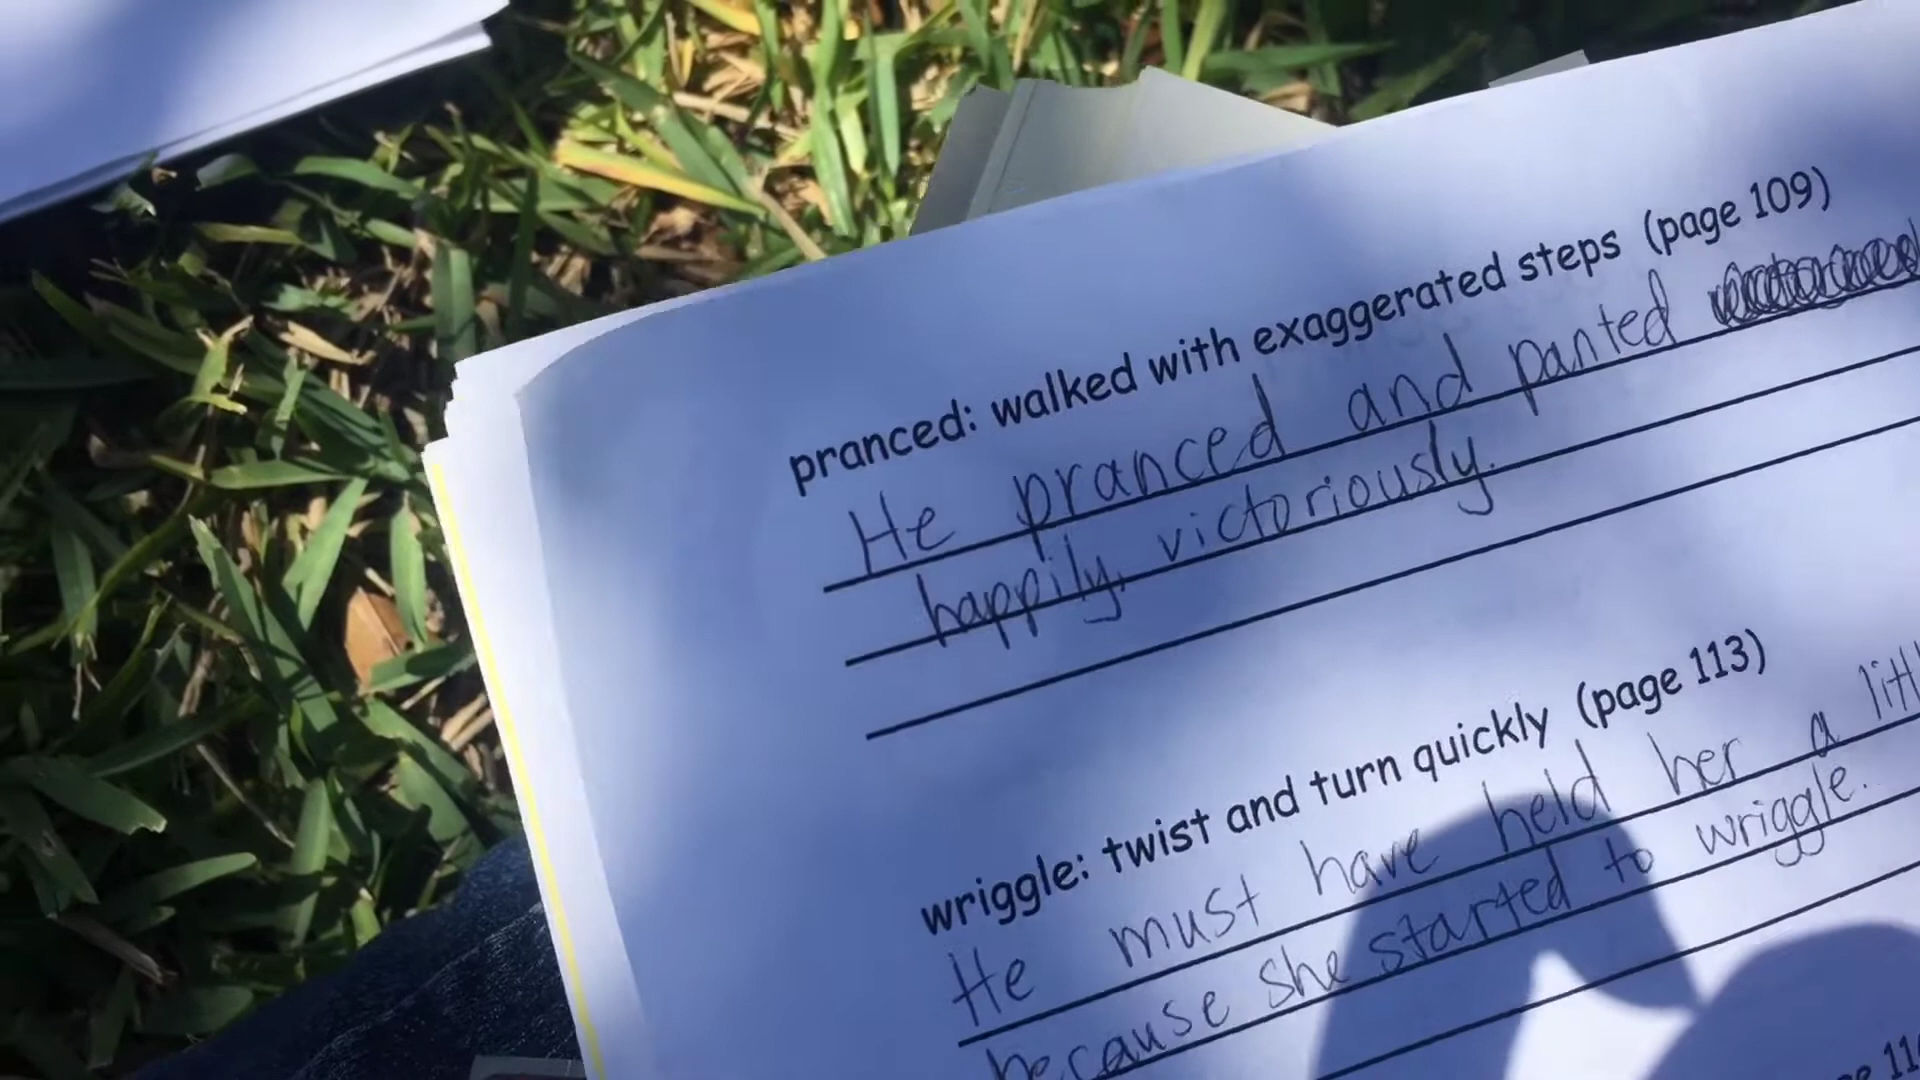 pranced: walked with exaggerated steps (page 109)
He pranced and panted
happily, victoriously.
wriggle: twist and turn quickly (page 113)
He must have held her a
because she started to wriggle.